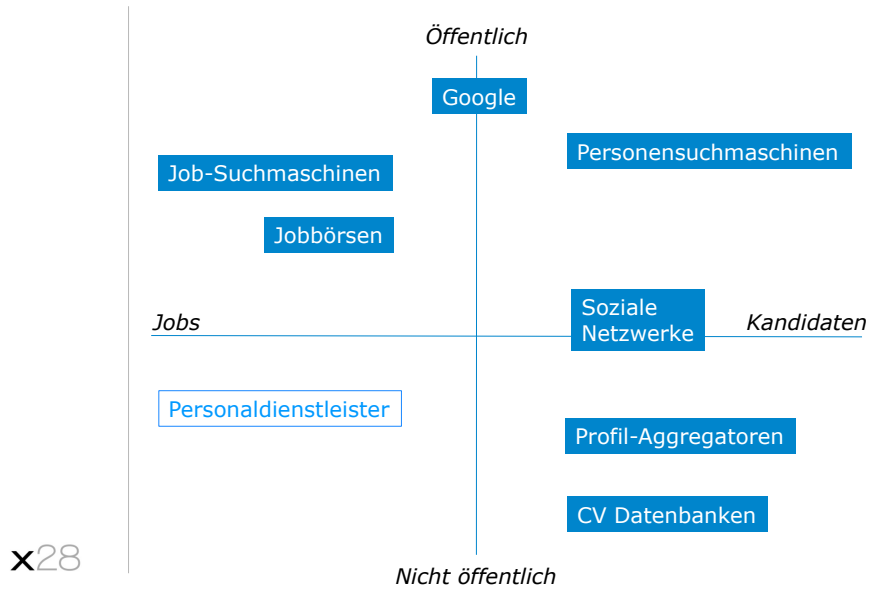 Öffentlich
Google
Personensuchmaschinen
Job-Suchmaschinen
Jobbörsen
Soziale
Netzwerke
Jobs
Kandidaten
Personaldienstleister
Profil-Aggregatoren
CV Datenbanken
x28
Nicht öffentlich